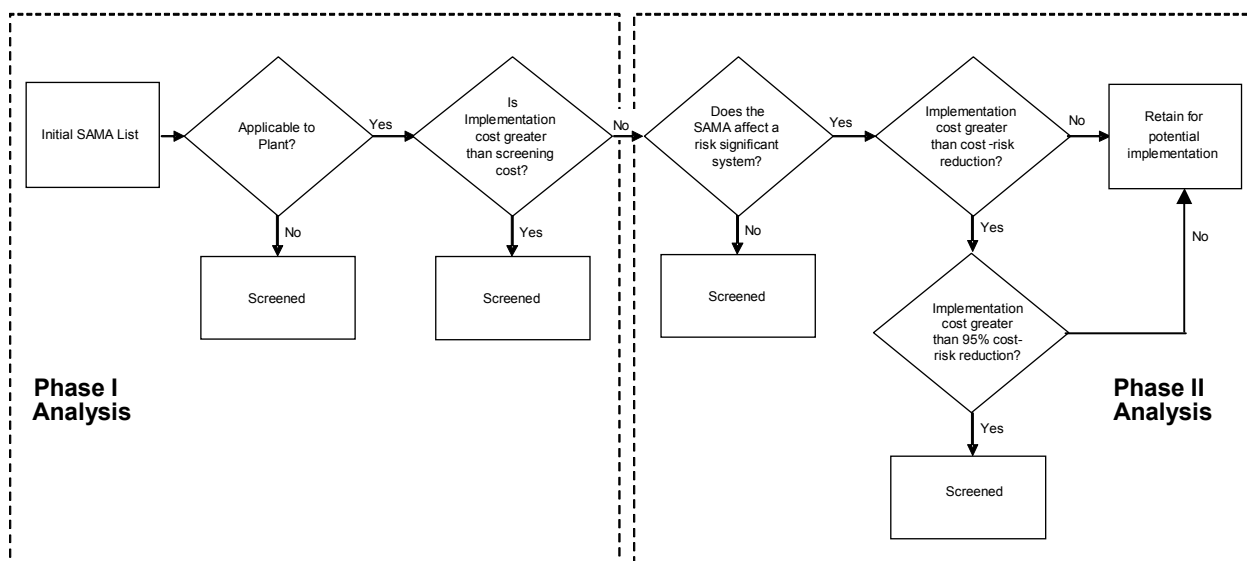 Initial SAMA List
Applicable to
Plant?
Yes
No
Screened
Is
Implementation
cost greater
than screening
cost?
No
Yes
Screened
Phase I
Analysis
Does the
SAMA affect a
risk significant
system?
Yes
No
Screened
Implementation
cost greater
than cost -risk
reduction?
No
Yes
Retain for
potential
implementation
Implementation
cost greater
than 95% cost-
risk reduction?
No
Yes
Screened
Phase II
Analysis